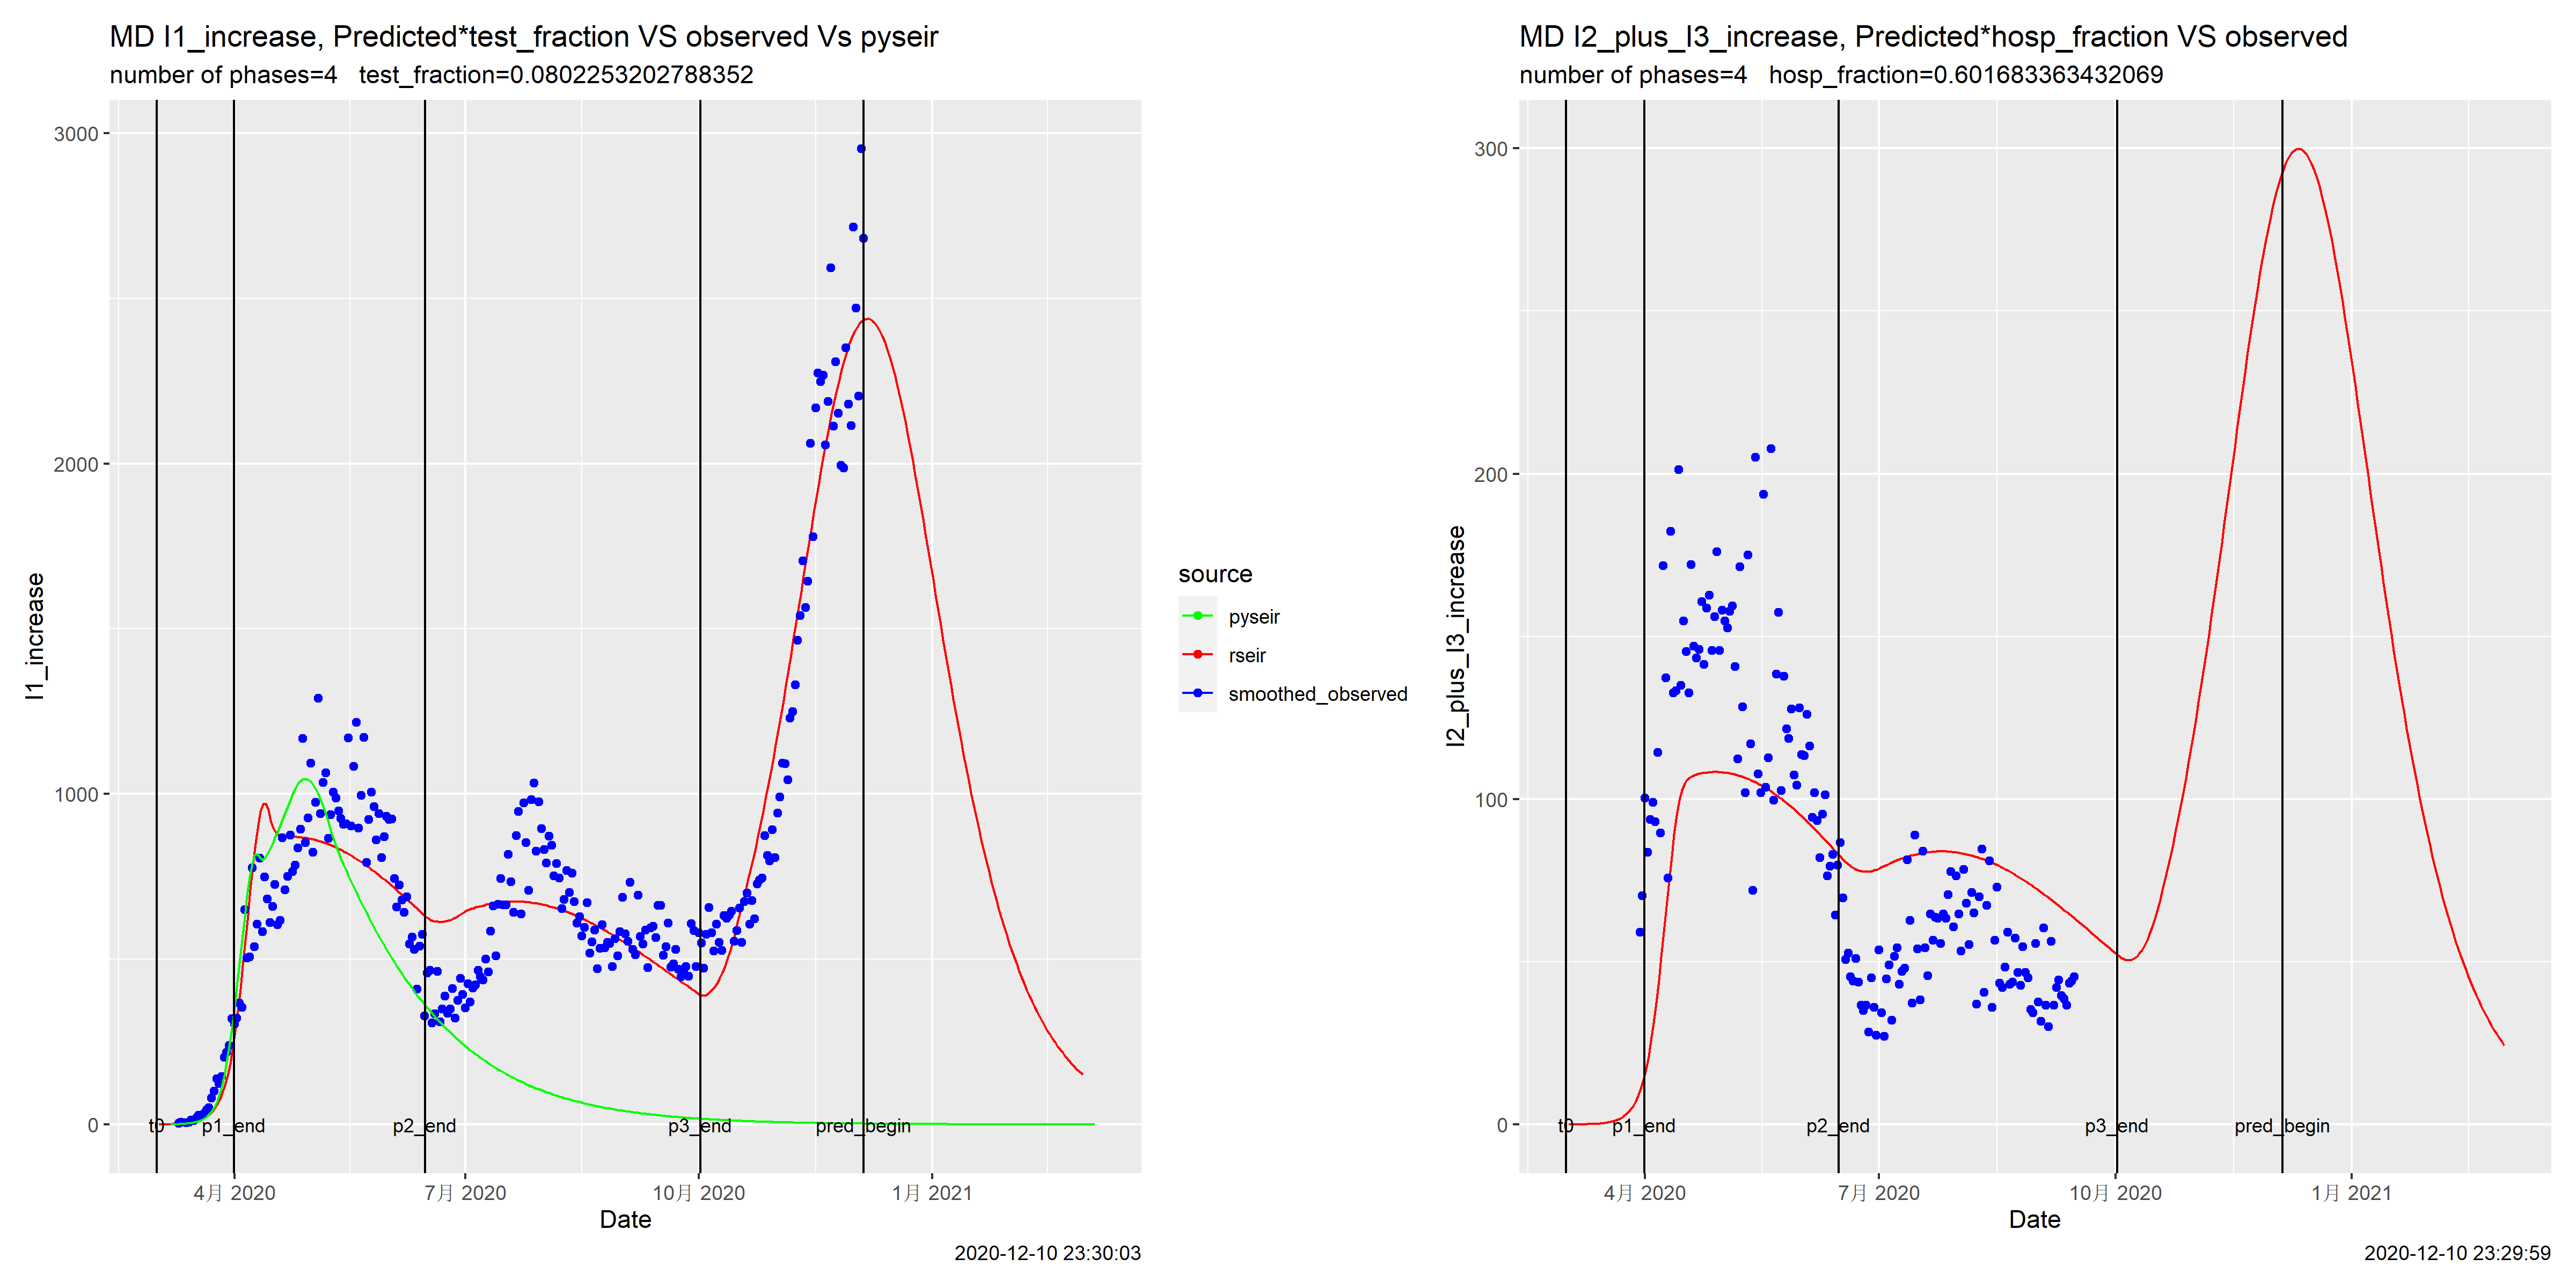 MD I1_increase, Predicted*test_fraction VS observed Vs pyseir
number of phases=4   test_fraction=0.0802253202788352
3000
2000
1000
0
I1_increase
t0
p1_end
p2_end
p3_end
pred_begin
4月 2020
7月 2020
10月 2020
1月 2021
Date
2020-12-10 23:30:03
source
pyseir
rseir
smoothed_observed
MD I2_plus_I3_increase, Predicted*hosp_fraction VS observed
number of phases=4   hosp_fraction=0.601683363432069
300
200
100
0
I2_plus_I3_increase
t0
p1_end
p2_end
p3_end
pred_begin
4月 2020
7月 2020
10月 2020
1月 2021
Date
2020-12-10 23:29:59